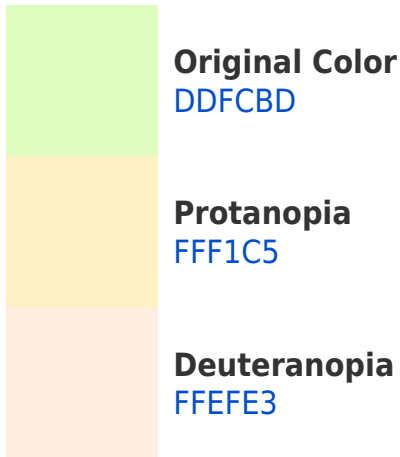 Original Color
DDFCBD
Protanopia
FFF1C5
Deuteranopia
FFEFE3